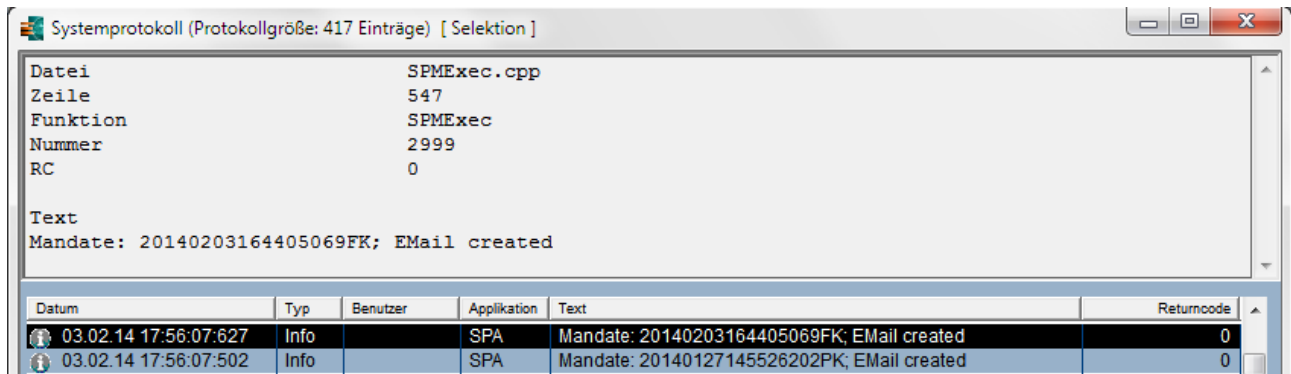 Systemprotokoll (Protokollgröße: 417 Einträge) [ Selektion ]
Datei SPMExec.cpp
Zeile 547
Funktion SPMExec
Nummer 2999
RC 0
Text
Mandate: 20140203164405069FK; EMail created
Datum Typ Benutzer Applikation Text Returncode
03.02.14 17:56:07:627 Info SPA Mandate: 20140203164405069FK; EMail created 0
03.02.14 17:56:07:502 Info SPA Mandate: 20140127145526202PK; EMail created 0